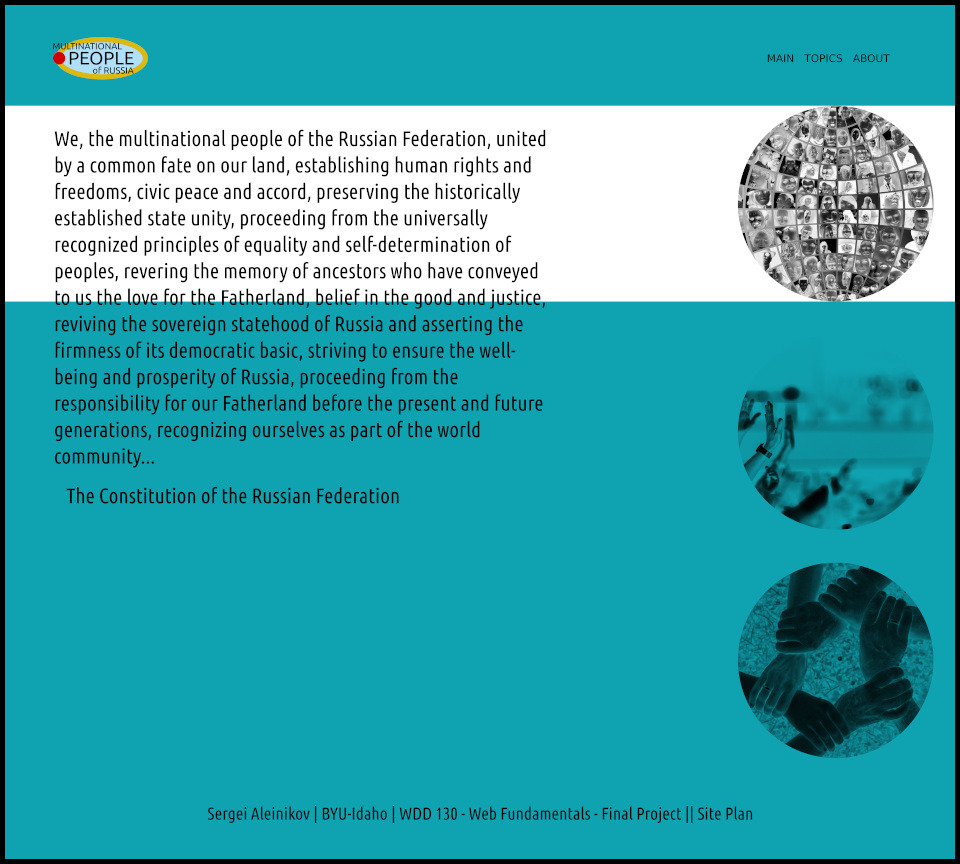 MULTINATIONAL
PEOPLE
of RUSSIA
MAIN TOPICS ABOUT
We, the multinational people of the Russian Federation, united
by a common fate on our land, establishing human rights and
freedoms, civic peace and accord, preserving the historically
established state unity, proceeding from the universally
recognized principles of equality and self-determination of
peoples, revering the memory of ancestors who have conveyed
to us the love for the Fatherland, belief in the good and justice,
reviving the sovereign statehood of Russia and asserting the
firmness of its democratic basic, striving to ensure the well-
being and prosperity of Russia, proceeding from the
responsibility for our Fatherland before the present and future
generations, recognizing ourselves as part of the world
community...
The Constitution of the Russian Federation
Sergei Aleinikov | BYU-Idaho | WDD 130 - Web Fundamentals - Final Project || Site Plan